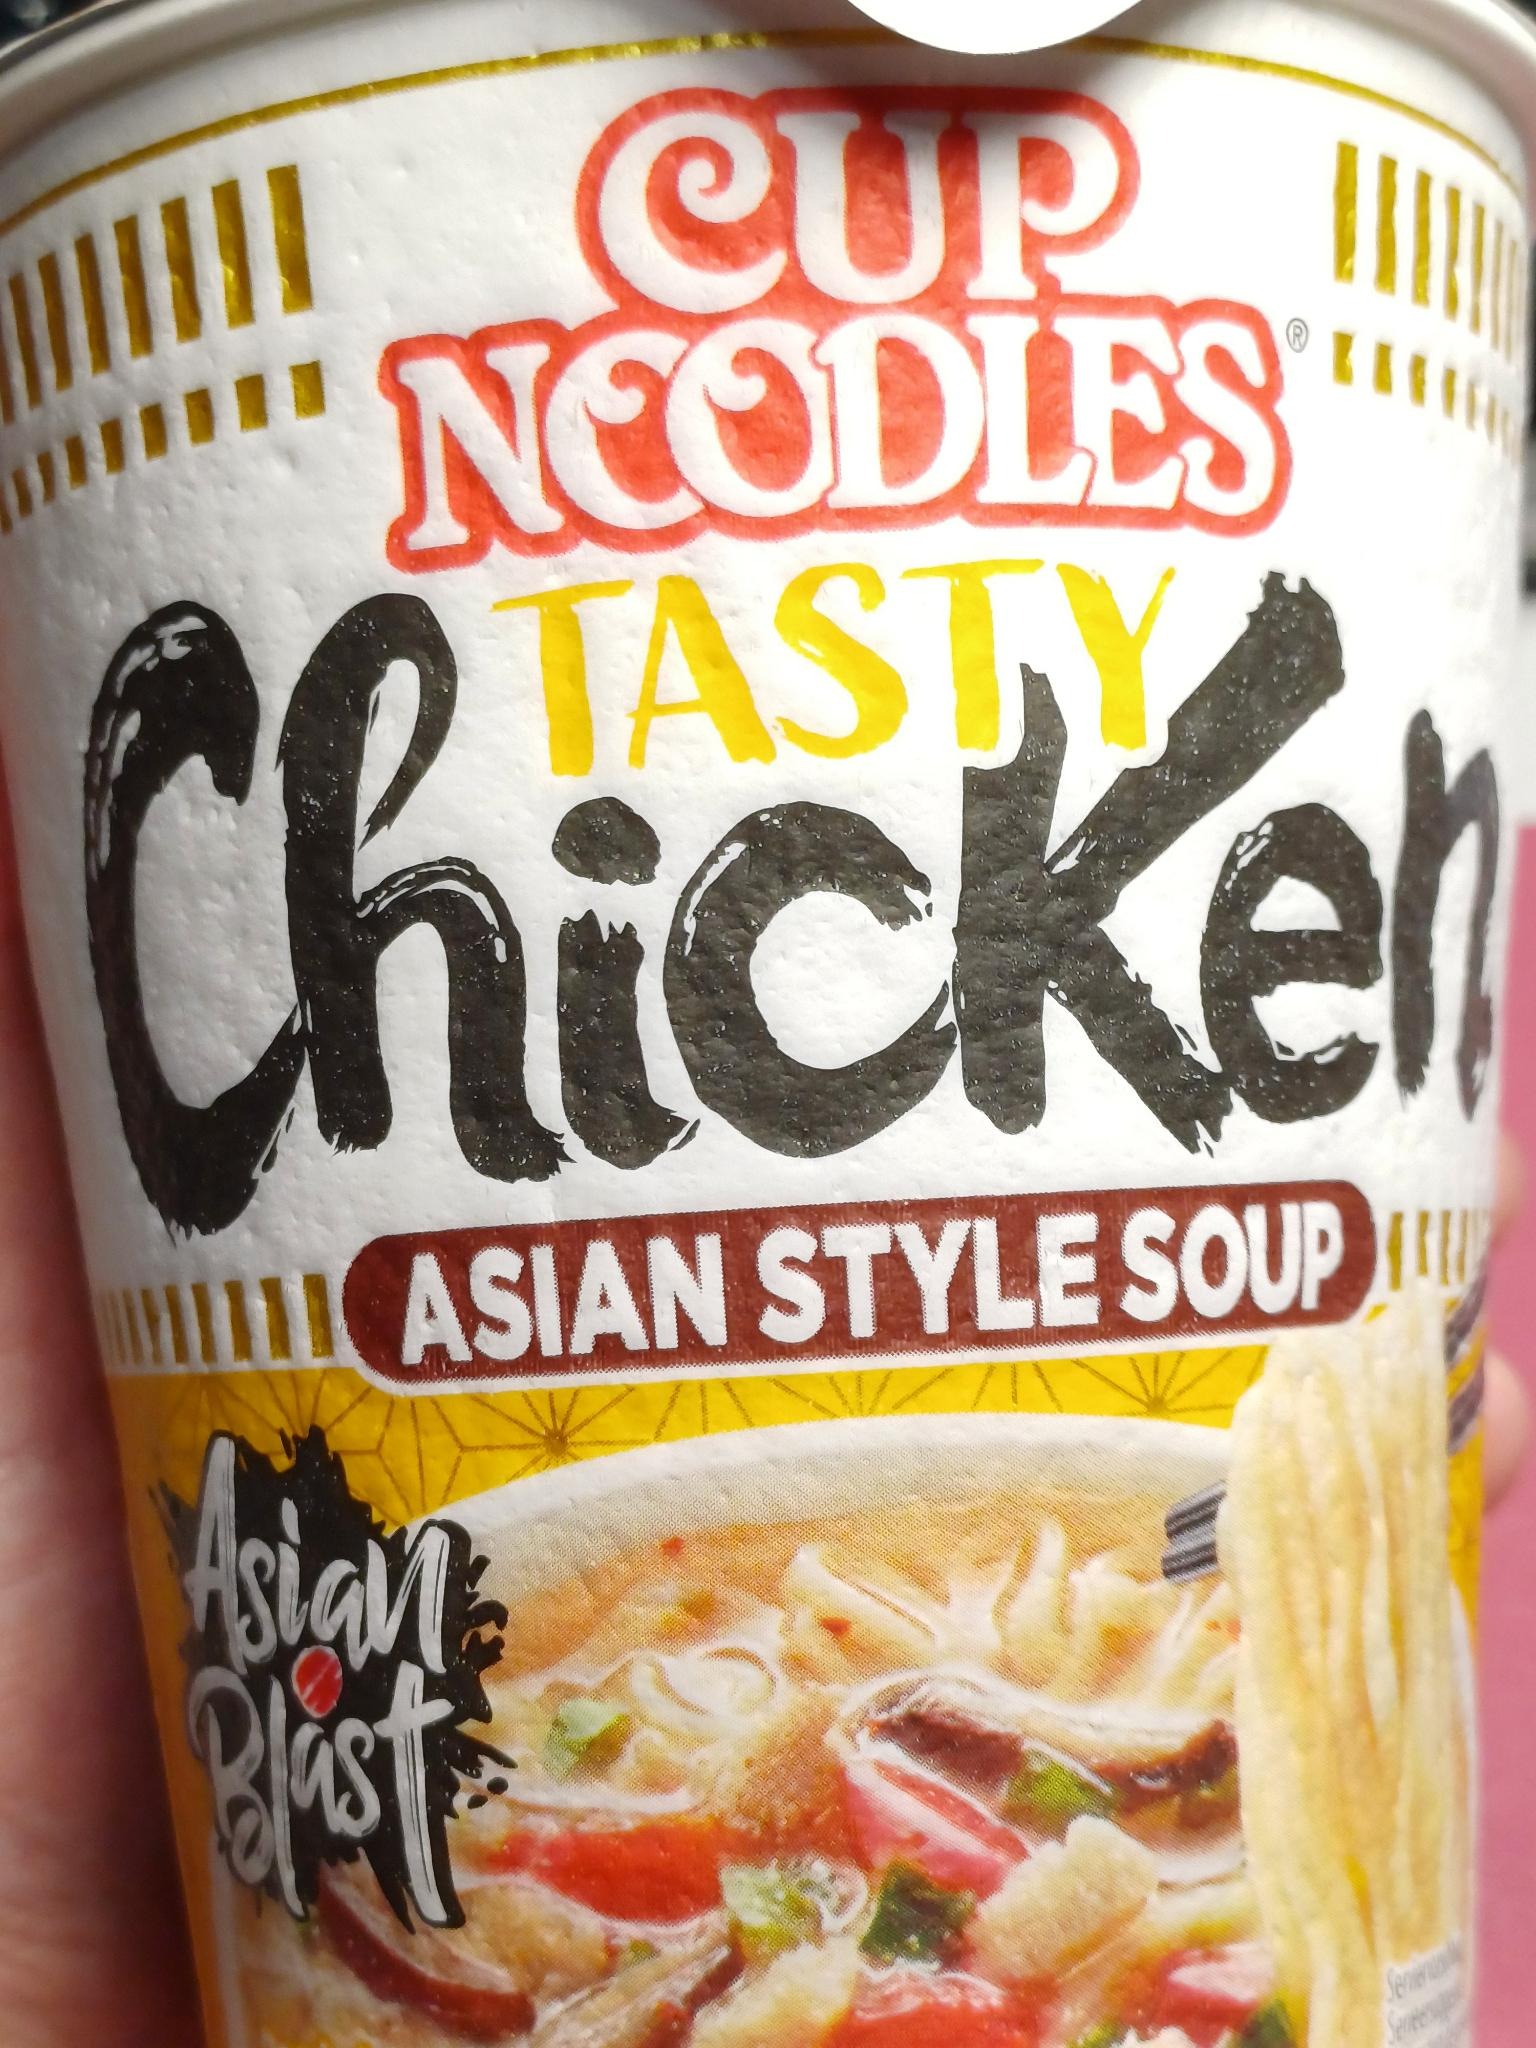 CUP
NOODLES®
TASTY
Chicken
ASIAN STYLE SOUP
Asian
Blast